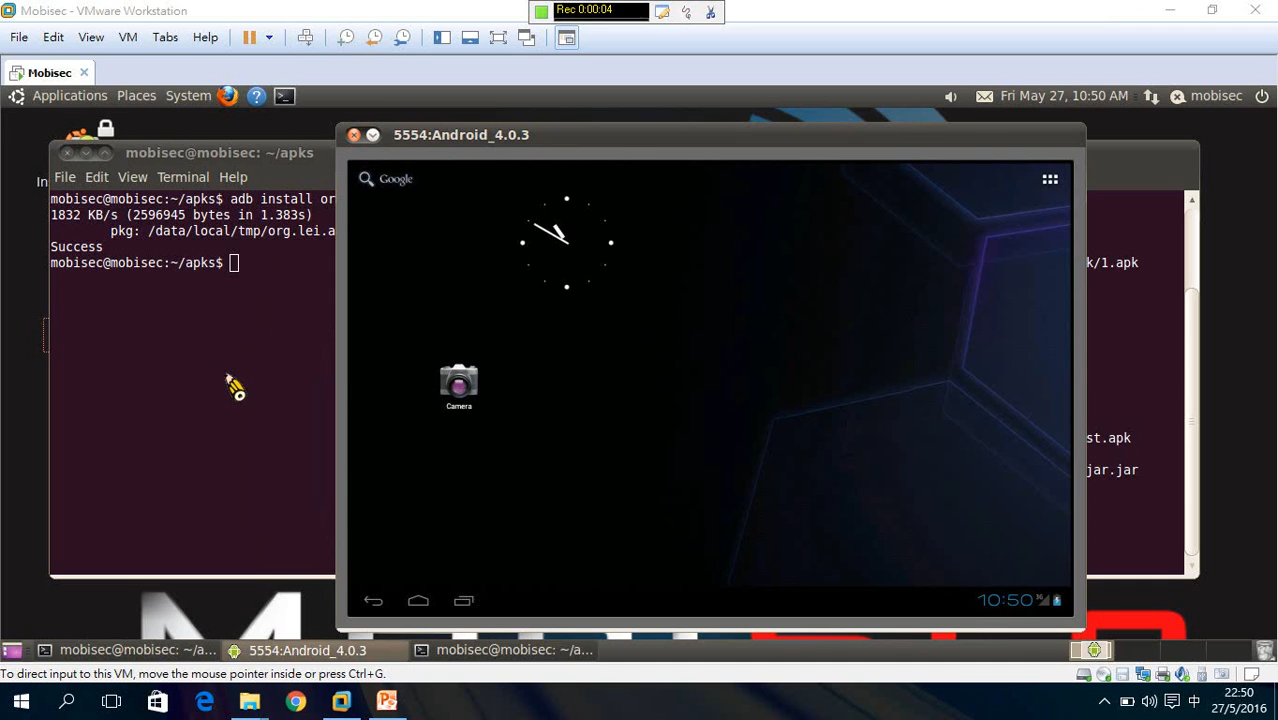 Mobisec - VMware Workstation
Rec 0:00:04
File Edit View VM Tabs Help
Mobisec
Applications Places System
Fri May 27, 10:50 AM
mobisec
5554:Android_4.0.3
mobisec@mobisec: ~/apks
File Edit View Terminal Help
mobisec@mobisec:~/apks$ adb install or
1832 KB/s (2596945 bytes in 1.383s)
pkg: /data/local/tmp/org.lei.a
Success
mobisec@mobisec:~/apks$
Google
k/1.apk
Camera
st.apk
jar.jar
10:50
3G
mobisec@mobisec: ~/a...
5554:Android_4.0.3
mobisec@mobisec: ~/a...
To direct input to this VM, move the mouse pointer inside or press Ctrl+G.
中
22:50
27/5/2016